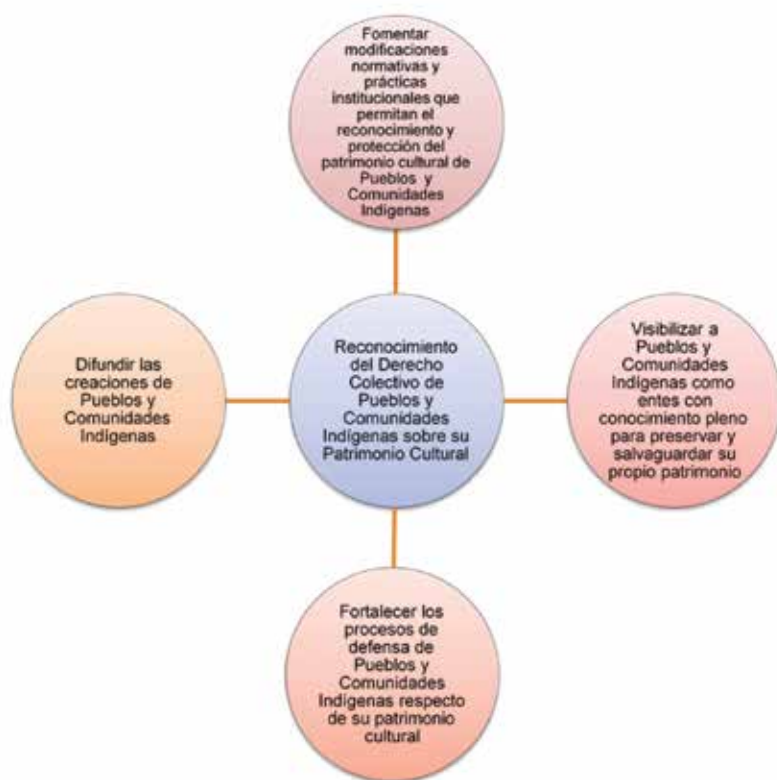 Fomentar
modificaciones
normativas y
prácticas
institucionales que
permitan el
reconocimiento y
protección del
patrimonio cultural de
Pueblos y
Comunidades
Indígenas
Difundir las
creaciones de
Pueblos y
Comunidades
Indígenas
Reconocimiento
del Derecho
Colectivo de
Pueblos y
Comunidades
Indígenas sobre su
Patrimonio Cultural
Visibilizar a
Pueblos y
Comunidades
Indígenas como
entes con
conocimiento pleno
para preservar y
salvaguardar su
propio patrimonio
Fortalecer los
procesos de
defensa de
Pueblos y
Comunidades
Indígenas respecto
de su patrimonio
cultural